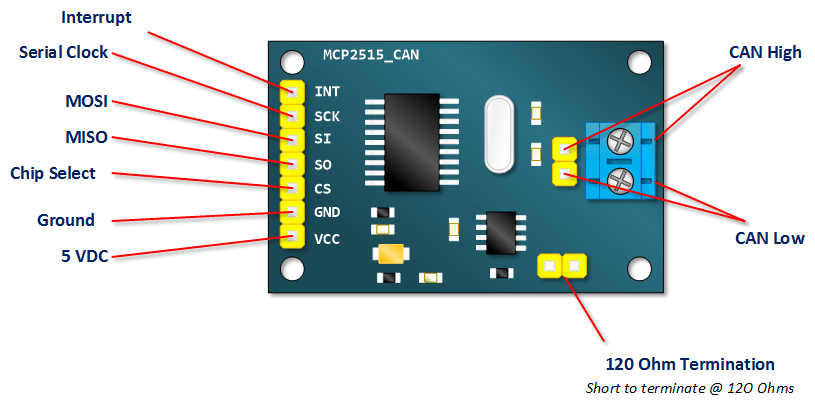 Interrupt
Serial Clock
MOSI
MISO
Chip Select
Ground
5 VDC
MCP2515_CAN
INT
SCK
SI
SO
CS
GND
VCC
CAN High
CAN Low
120 Ohm Termination
Short to terminate @ 12O Ohms